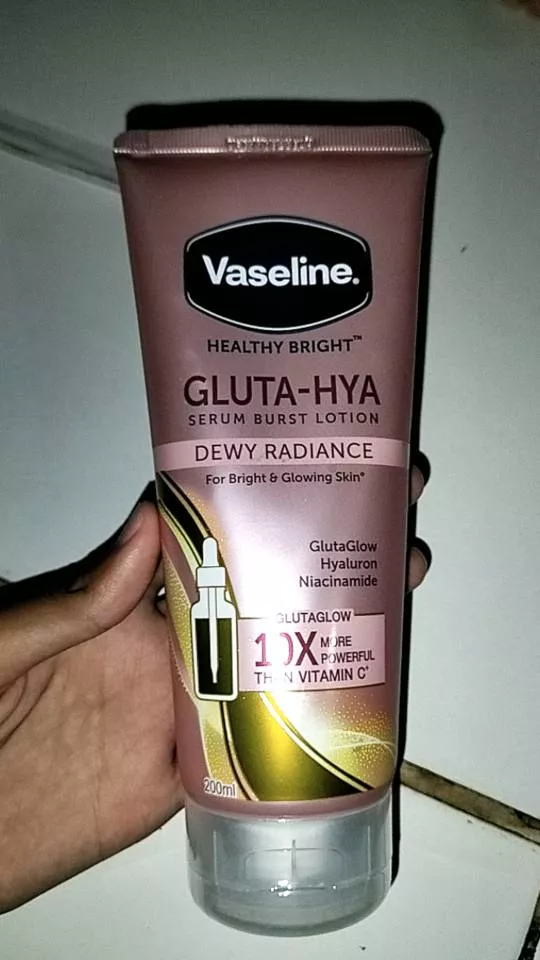 Vaseline.
HEALTHY BRIGHT™
GLUTA-HYA
SERUM BURST LOTION
DEWY RADIANCE
For Bright & Glowing Skin*
GlutaGlow
Hyaluron
Niacinamide
GLUTAGLOW
10X MORE
POWERFUL
THAN VITAMIN C*
200ml